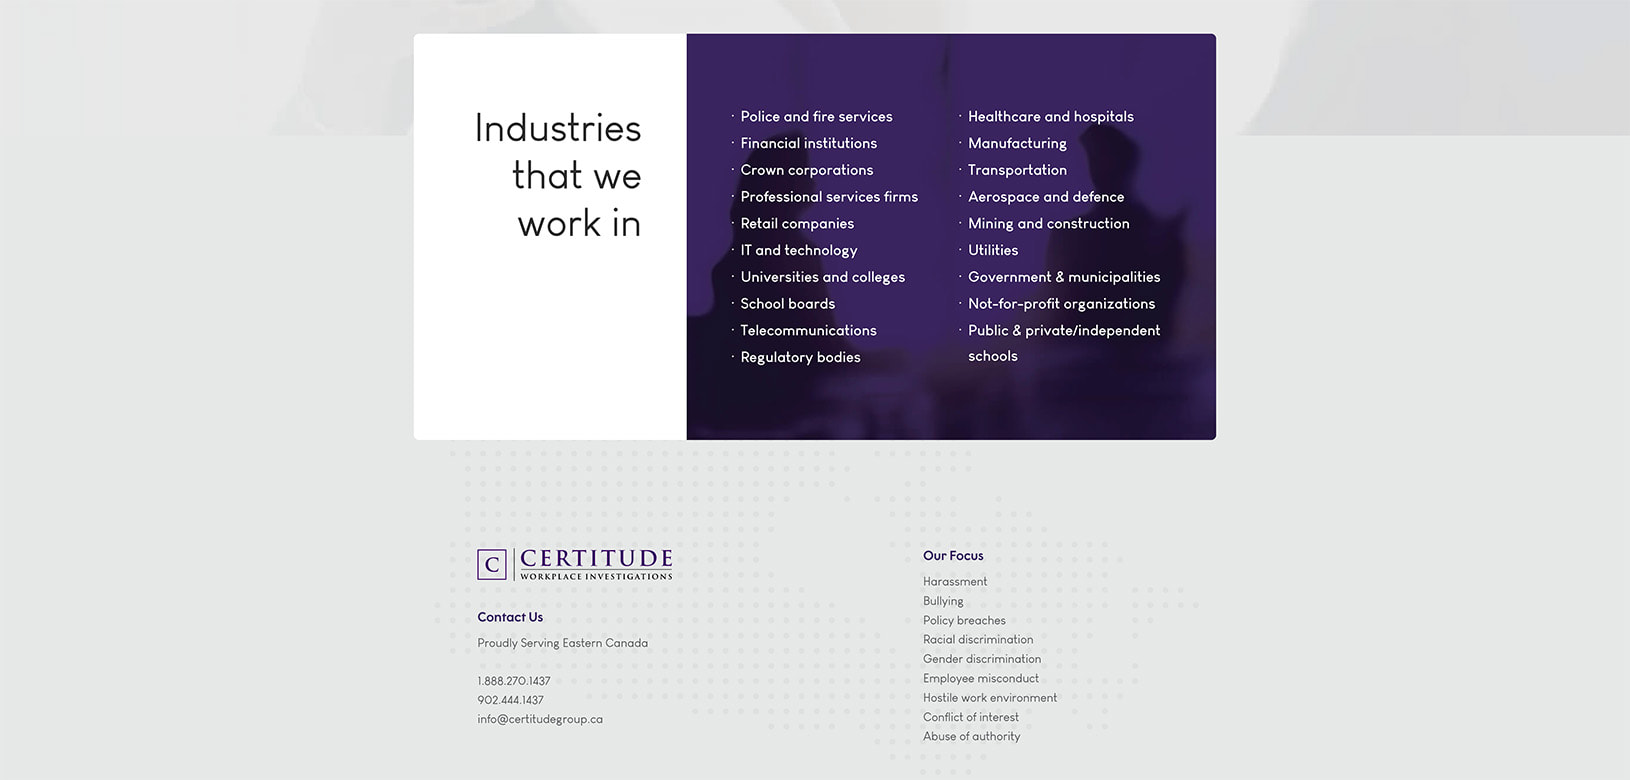 Industries
that we
work in
· Police and fire services
· Financial institutions
· Crown corporations
· Professional services firms
· Retail companies
· IT and technology
· Universities and colleges
· School boards
· Telecommunications
· Regulatory bodies
· Healthcare and hospitals
· Manufacturing
· Transportation
· Aerospace and defence
· Mining and construction
· Utilities
· Government & municipalities
· Not-for-profit organizations
· Public & private/independent
schools
C CERTITUDE
WORKPLACE INVESTIGATIONS
Contact Us
Proudly Serving Eastern Canada
1.888.270.1437
902.444.1437
info@certitudegroup.ca
Our Focus
Harassment
Bullying
Policy breaches
Racial discrimination
Gender discrimination
Employee misconduct
Hostile work environment
Conflict of interest
Abuse of authority